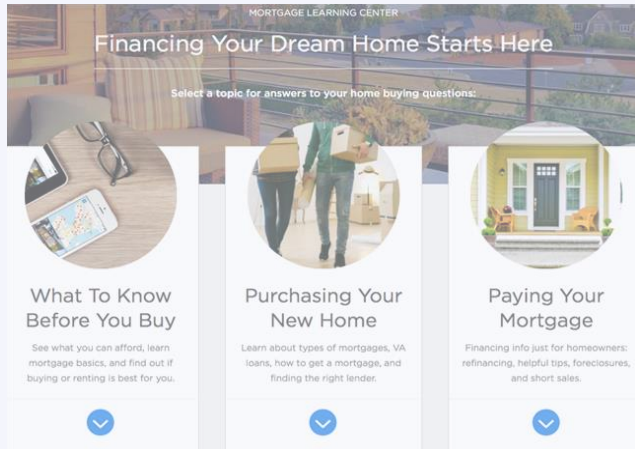 MORTGAGE LEARNING CENTER
Financing Your Dream Home Starts Here
Select a topic for answers to your home buying questions:
What To Know
Before You Buy
See what you can afford, learn
mortgage basics, and find out if
buying or renting is best for you.
Purchasing Your
New Home
Learn about types of mortgages, VA
loans, how to get a mortgage, and
finding the right lender.
Paying Your
Mortgage
Financing info just for homeowners:
refinancing, helpful tips, foreclosures,
and short sales.